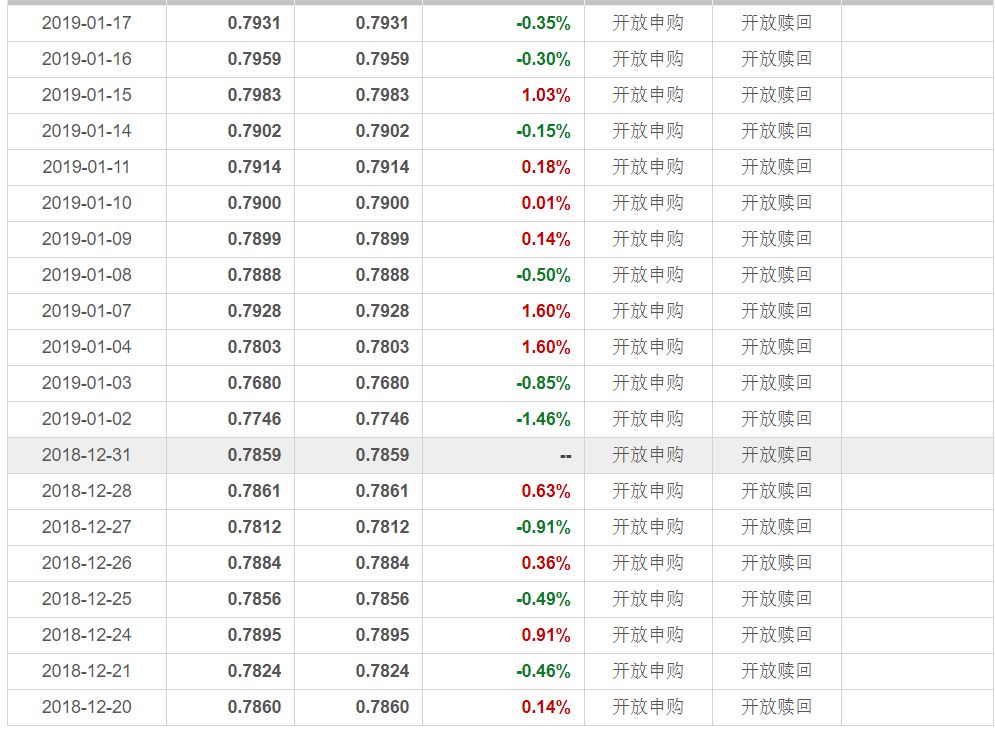 2019-01-17 0.7931 0.7931 -0.35% 开放申购 开放赎回
2019-01-16 0.7959 0.7959 -0.30% 开放申购 开放赎回
2019-01-15 0.7983 0.7983 1.03% 开放申购 开放赎回
2019-01-14 0.7902 0.7902 -0.15% 开放申购 开放赎回
2019-01-11 0.7914 0.7914 0.18% 开放申购 开放赎回
2019-01-10 0.7900 0.7900 0.01% 开放申购 开放赎回
2019-01-09 0.7899 0.7899 0.14% 开放申购 开放赎回
2019-01-08 0.7888 0.7888 -0.50% 开放申购 开放赎回
2019-01-07 0.7928 0.7928 1.60% 开放申购 开放赎回
2019-01-04 0.7803 0.7803 1.60% 开放申购 开放赎回
2019-01-03 0.7680 0.7680 -0.85% 开放申购 开放赎回
2019-01-02 0.7746 0.7746 -1.46% 开放申购 开放赎回
2018-12-31 0.7859 0.7859 -- 开放申购 开放赎回
2018-12-28 0.7861 0.7861 0.63% 开放申购 开放赎回
2018-12-27 0.7812 0.7812 -0.91% 开放申购 开放赎回
2018-12-26 0.7884 0.7884 0.36% 开放申购 开放赎回
2018-12-25 0.7856 0.7856 -0.49% 开放申购 开放赎回
2018-12-24 0.7895 0.7895 0.91% 开放申购 开放赎回
2018-12-21 0.7824 0.7824 -0.46% 开放申购 开放赎回
2018-12-20 0.7860 0.7860 0.14% 开放申购 开放赎回